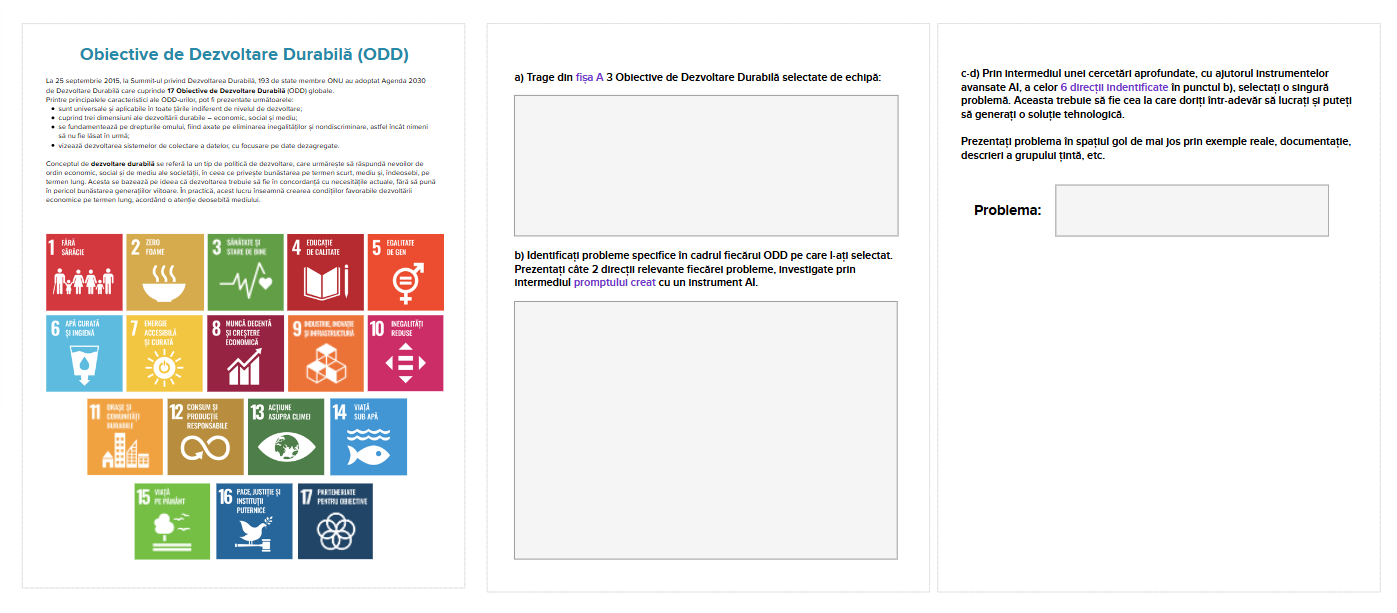 Obiective de Dezvoltare Durabilă (ODD)
La 25 septembrie 2015, la Summit-ul privind Dezvoltarea Durabilă, 193 de state membre ONU au adoptat Agenda 2030
de Dezvoltare Durabilă care cuprinde 17 Obiective de Dezvoltare Durabilă (ODD) globale.
Printre principalele caracteristici ale ODD-urilor, pot fi prezentate următoarele:
• sunt universale și aplicabile în toate țările indiferent de nivelul de dezvoltare;
• cuprind trei dimensiuni ale dezvoltării durabile – economic, social și mediu;
• se fundamentează pe drepturile omului, fiind axate pe eliminarea inegalităților și nondiscriminare, astfel încât nimeni
să nu fie lăsat în urmă;
• vizează dezvoltarea sistemelor de colectare a datelor, cu focusare pe date dezagregate.
Conceptul de dezvoltare durabilă se referă la un tip de politică de dezvoltare, care urmărește să răspundă nevoilor de
ordin economic, social și de mediu ale societății, în ceea ce privește bunăstarea pe termen scurt, mediu și, îndeosebi, pe
termen lung. Acesta se bazează pe ideea că dezvoltarea trebuie să fie în concordanță cu necesitățile actuale, fără să pună
în pericol bunăstarea generațiilor viitoare. În practică, acest lucru înseamnă crearea condițiilor favorabile dezvoltării
economice pe termen lung, acordând o atenție deosebită mediului.
1 FĂRĂ
SĂRĂCIE
2 ZERO
FOAME
3 SĂNĂTATE ȘI
STARE DE BINE
4 EDUCAȚIE
DE CALITATE
5 EGALITATE
DE GEN
6 APĂ CURATĂ
ȘI IGIENĂ
7 ENERGIE
ACCESIBILĂ
ȘI CURATĂ
8 MUNCĂ DECENTĂ
ȘI CREȘTERE
ECONOMICĂ
9 INDUSTRIE, INOVAȚIE
ȘI INFRASTRUCTURĂ
10 INEGALITĂȚI
REDUSE
11 ORAȘE ȘI
COMUNITĂȚI
DURABILE
12 CONSUM ȘI
PRODUCȚIE
RESPONSABILE
13 ACȚIUNE
ASUPRA CLIMEI
14 VIAȚĂ
SUB APĂ
15 VIAȚĂ
PE PĂMÂNT
16 PACE, JUSTIȚIE ȘI
INSTITUȚII
PUTERNICE
17 PARTENERIATE
PENTRU OBIECTIVE
a) Trage din fișa A 3 Obiective de Dezvoltare Durabilă selectate de echipă:
b) Identificați probleme specifice în cadrul fiecărui ODD pe care l-ați selectat.
Prezentați câte 2 direcții relevante fiecărei probleme, investigate prin
intermediul promptului creat cu un instrument AI.
c-d) Prin intermediul unei cercetări aprofundate, cu ajutorul instrumentelor
avansate AI, a celor 6 direcții indentificate în punctul b), selectați o singură
problemă. Aceasta trebuie să fie cea la care doriți într-adevăr să lucrați și puteți
să generați o soluție tehnologică.
Prezentați problema în spațiul gol de mai jos prin exemple reale, documentație,
descrieri a grupului țintă, etc.
Problema: